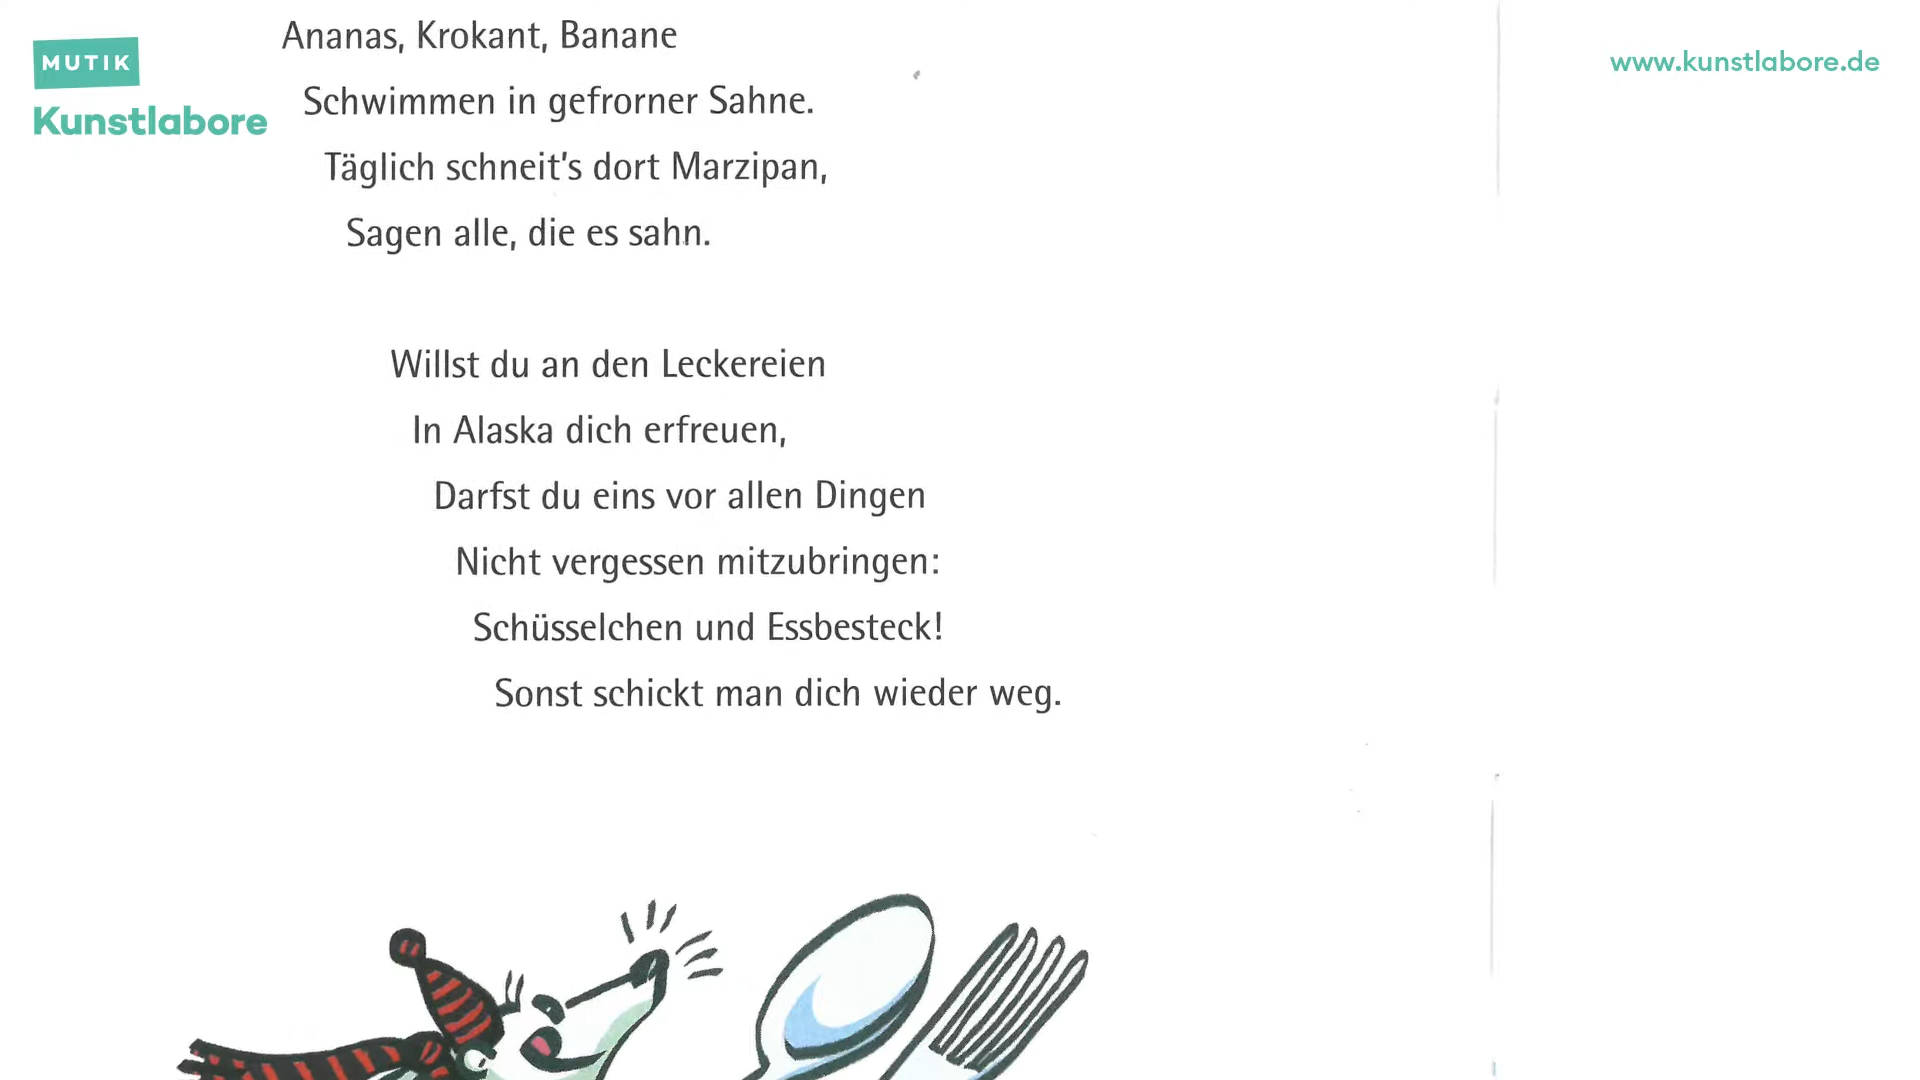 MUTIK
Kunstlabore
www.kunstlabore.de
Ananas, Krokant, Banane
Schwimmen in gefrorner Sahne.
Täglich schneit's dort Marzipan,
Sagen alle, die es sahn.
Willst du an den Leckereien
In Alaska dich erfreuen,
Darfst du eins vor allen Dingen
Nicht vergessen mitzubringen:
Schüsselchen und Essbesteck!
Sonst schickt man dich wieder weg.